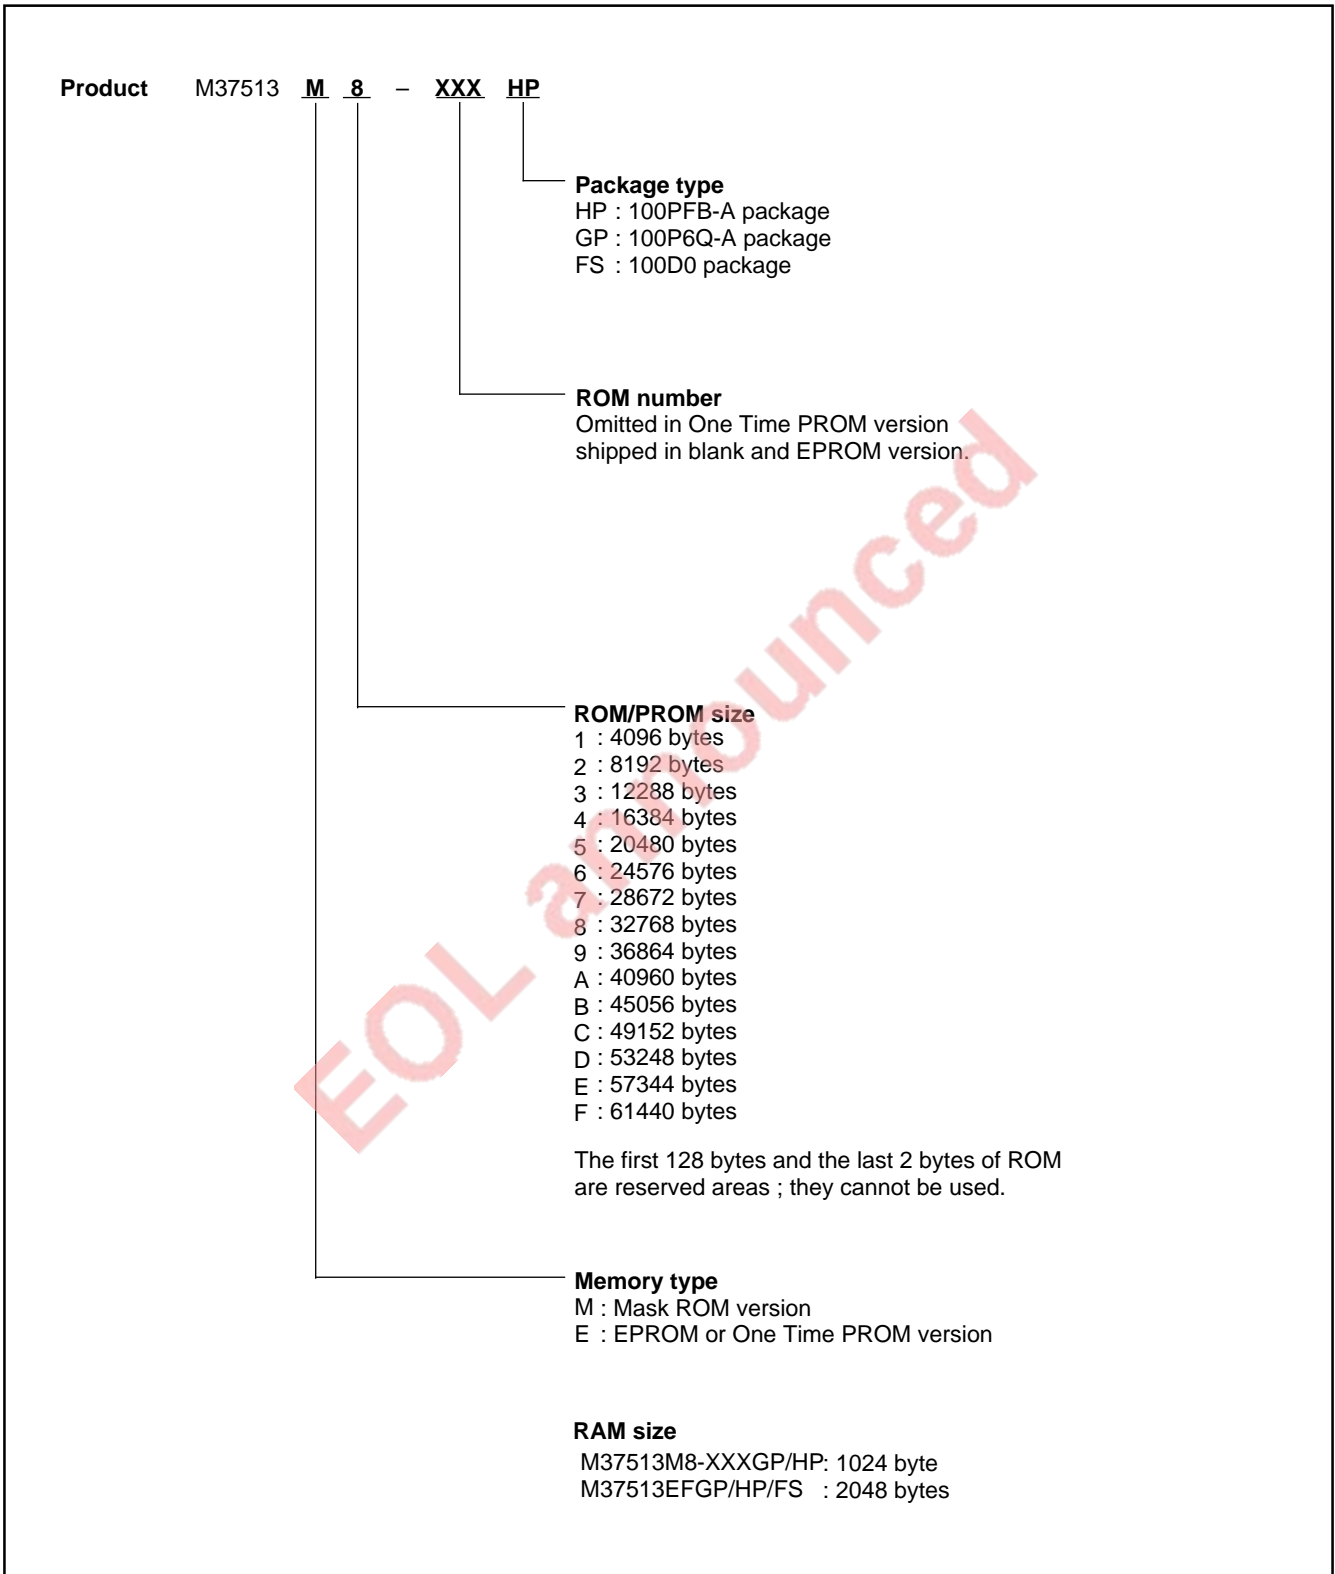 Product M37513 M 8 – XXX HP
Package type
HP : 100PFB-A package
GP : 100P6Q-A package
FS : 100D0 package
ROM number
Omitted in One Time PROM version
shipped in blank and EPROM version.
ROM/PROM size
1 : 4096 bytes
2 : 8192 bytes
3 : 12288 bytes
4 : 16384 bytes
5 : 20480 bytes
6 : 24576 bytes
7 : 28672 bytes
8 : 32768 bytes
9 : 36864 bytes
A : 40960 bytes
B : 45056 bytes
C : 49152 bytes
D : 53248 bytes
E : 57344 bytes
F : 61440 bytes
The first 128 bytes and the last 2 bytes of ROM
are reserved areas ; they cannot be used.
Memory type
M : Mask ROM version
E : EPROM or One Time PROM version
RAM size
M37513M8-XXXGP/HP: 1024 byte
M37513EFGP/HP/FS : 2048 bytes
EOL announced